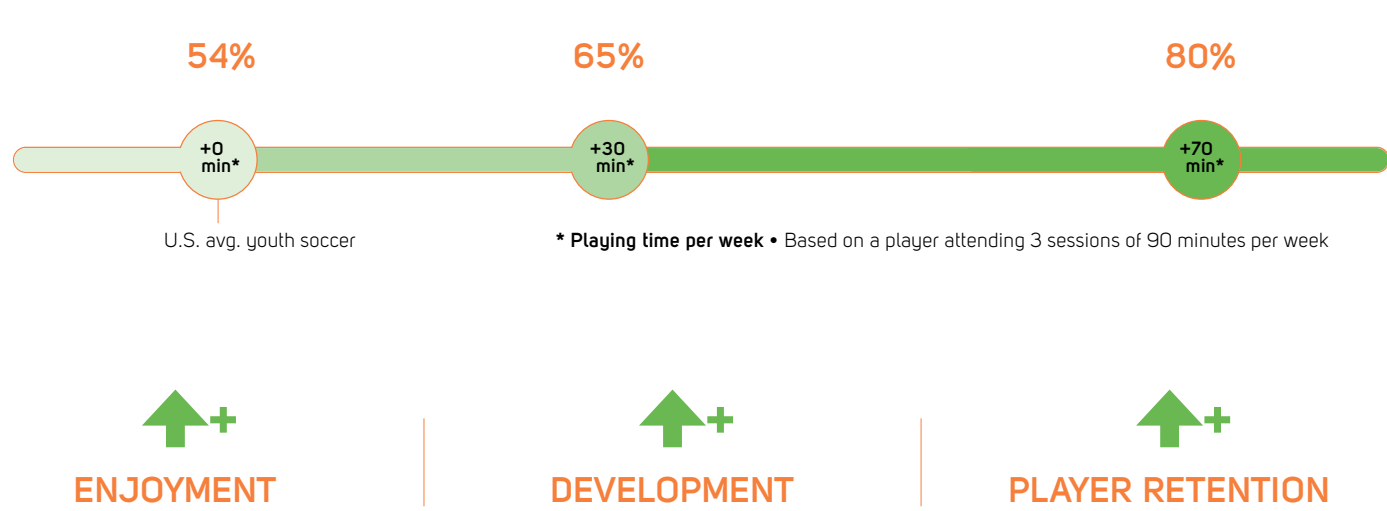 54%
65%
80%
+0
min*
+30
min*
+70
min*
U.S. avg. youth soccer
* Playing time per week • Based on a player attending 3 sessions of 90 minutes per week
ENJOYMENT
DEVELOPMENT
PLAYER RETENTION